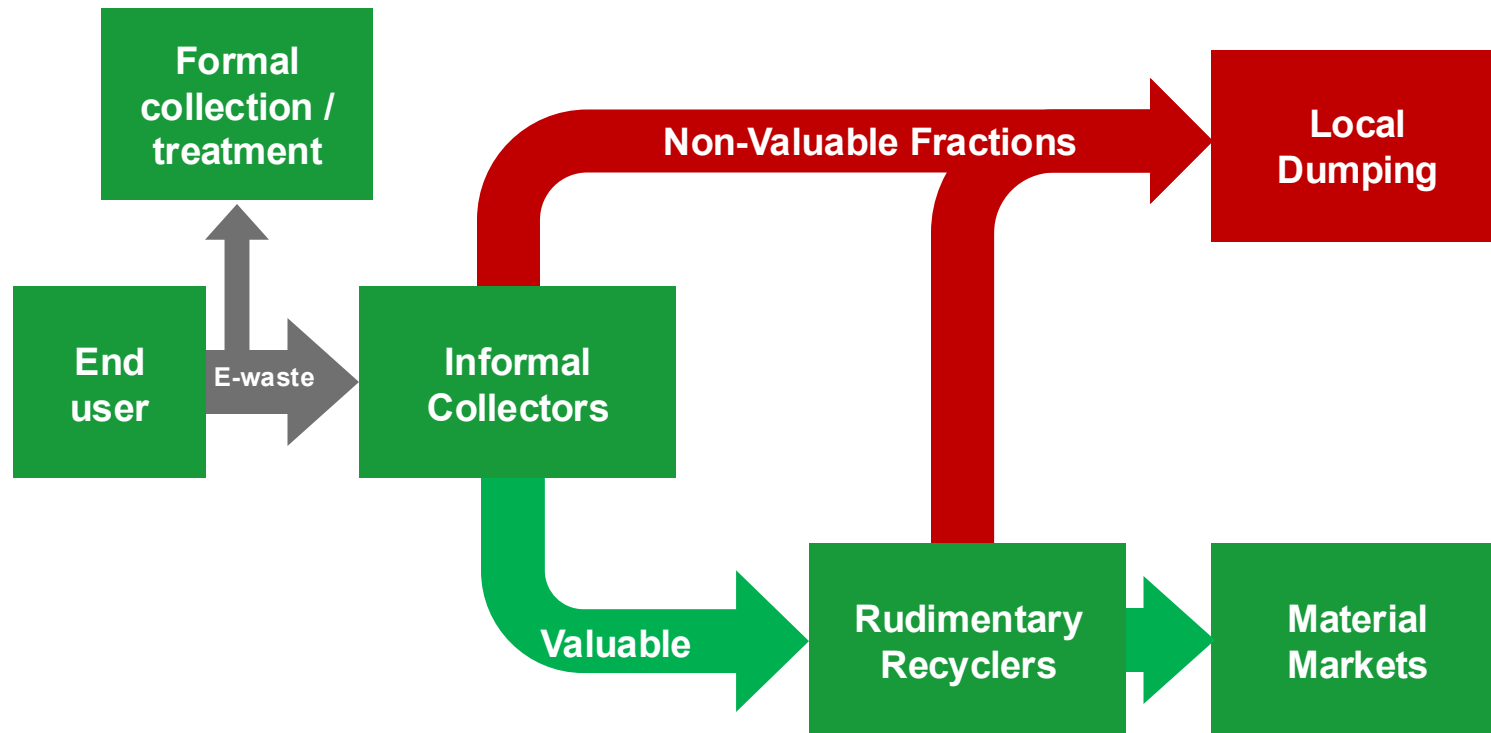 Formal
collection /
treatment
Non-Valuable Fractions
Local
Dumping
End
user
E-waste
Informal
Collectors
Valuable
Rudimentary
Recyclers
Material
Markets